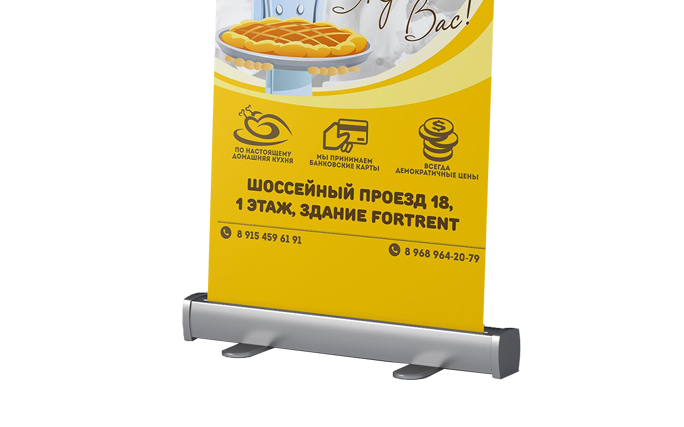 Вас!
ПО НАСТОЯЩЕМУ
ДОМАШНЯЯ КУХНЯ
МЫ ПРИНИМАЕМ
БАНКОВСКИЕ КАРТЫ
ВСЕГДА
ДЕМОКРАТИЧНЫЕ ЦЕНЫ
ШОССЕЙНЫЙ ПРОЕЗД 18,
1 ЭТАЖ, ЗДАНИЕ FORTRENT
8 915 459 61 91
8 968 964-20-79